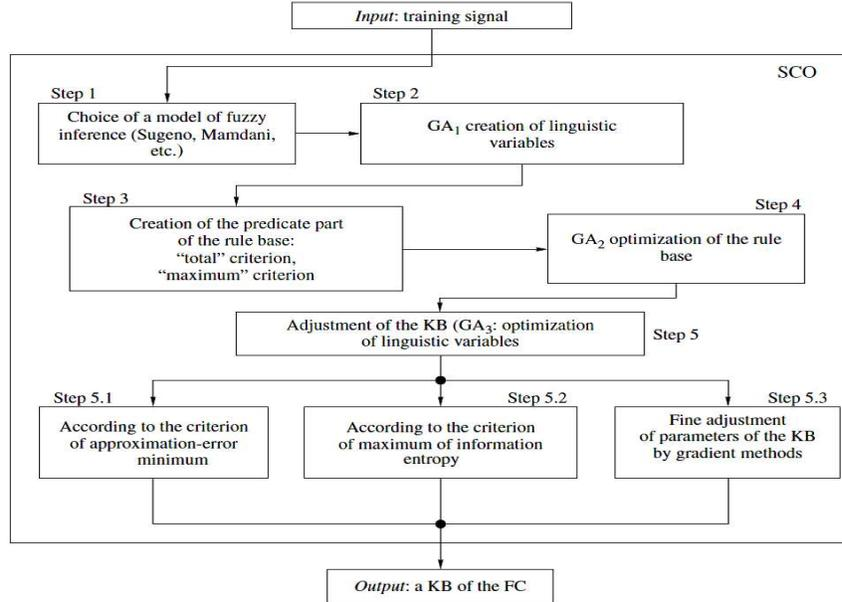 Input: training signal
SCO
Step 1
Choice of a model of fuzzy
inference (Sugeno, Mamdani,
etc.)
Step 2
GA1 creation of linguistic
variables
Step 3
Creation of the predicate part
of the rule base:
“total” criterion,
“maximum” criterion
Step 4
GA2 optimization of the rule
base
Adjustment of the KB (GA3: optimization
of linguistic variables
Step 5
Step 5.1
According to the criterion
of approximation-error
minimum
Step 5.2
According to the criterion
of maximum of information
entropy
Step 5.3
Fine adjustment
of parameters of the KB
by gradient methods
Output: a KB of the FC